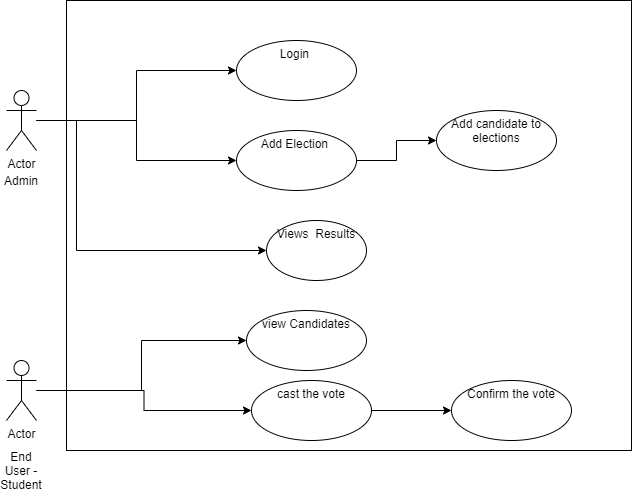 Login
Add candidate to
elections
Add Election
Actor
Admin
Views  Results
view Candidates
cast the vote
Confirm the vote
Actor
End
User -
Student